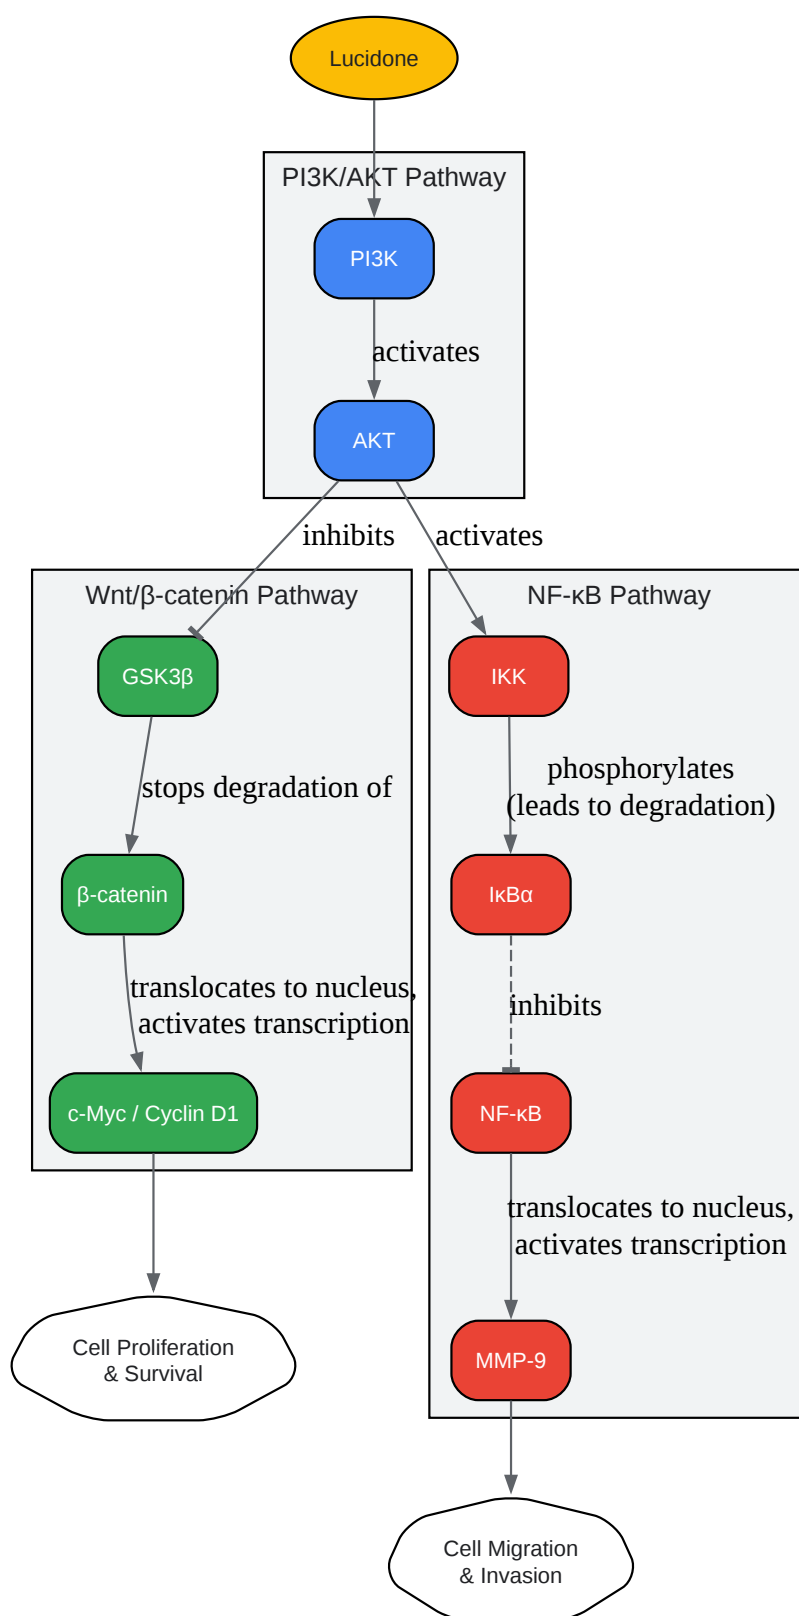 Lucidone
PI3K/AKT Pathway
PI3K
activates
AKT
inhibits
activates
Wnt/β-catenin Pathway
NF-κB Pathway
GSK3β
IKK
stops degradation of
phosphorylates
(leads to degradation)
β-catenin
IκBα
translocates to nucleus,
activates transcription
inhibits
c-Myc / Cyclin D1
NF-κB
translocates to nucleus,
activates transcription
Cell Proliferation
& Survival
MMP-9
Cell Migration
& Invasion